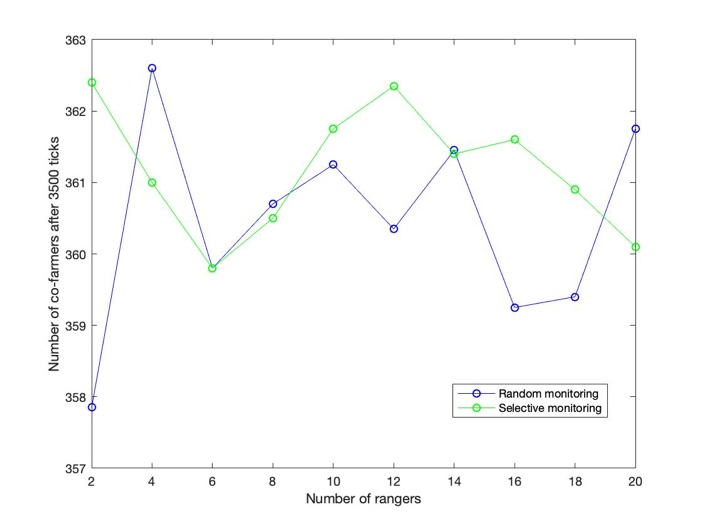 363
362
361
360
359
358
357
Number of co-farmers after 3500 ticks
2 4 6 8 10 12 14 16 18 20
Number of rangers
Random monitoring
Selective monitoring